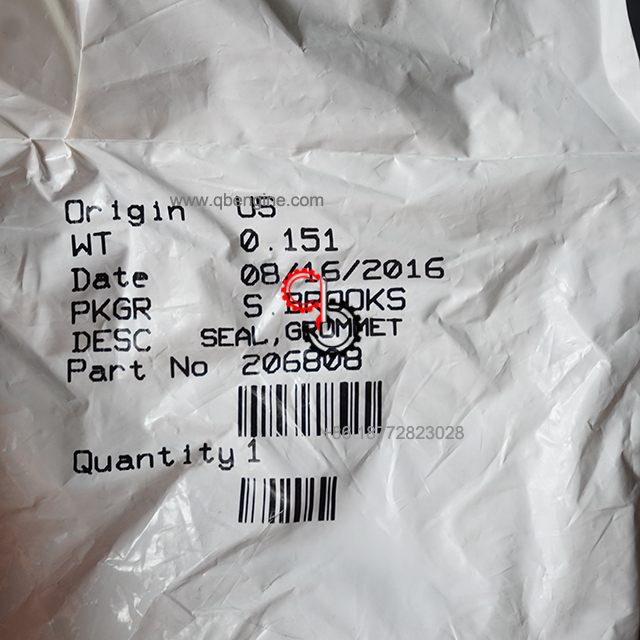 www.qbengine.com
Origin US
WT 0.151
Date 08/16/2016
PKGR S.BROOKS
DESC SEAL,GROMMET
Part No 206808
+86 18772823028
Quantity 1